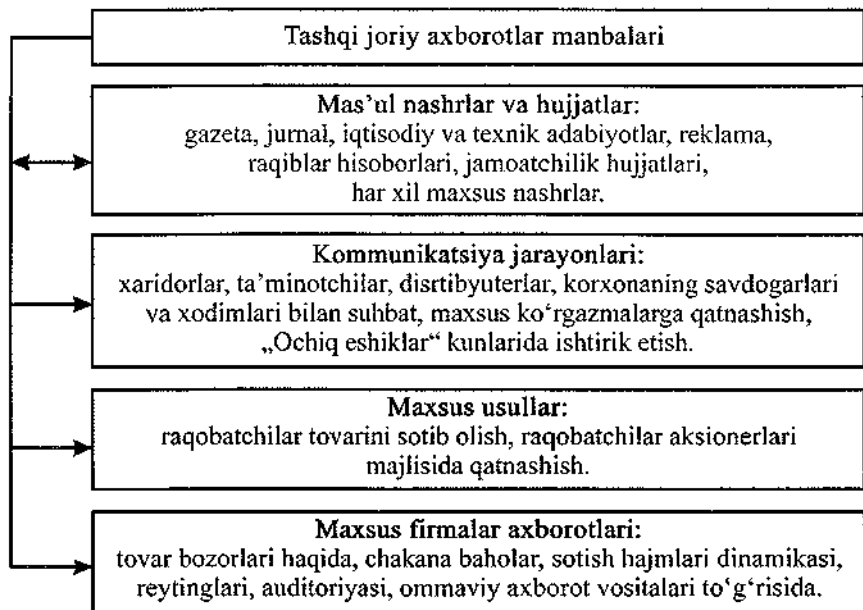 Tashqi joriy axborotlar manbalari
Mas’ul nashrlar va hujjatlar:
gazeta, jurnal, iqtisodiy va texnik adabiyotlar, reklama,
raqiblar hisoborlari, jamoatchilik hujjatlari,
har xil maxsus nashrlar.
Kommunikatsiya jarayonlari:
xaridorlar, ta’minotchilar, disrtibyuterlar, korxonaning savdogarlari
va xodimlari bilan suhbat, maxsus ko‘rgazmalarga qatnashish,
„Ochiq eshiklar“ kunlarida ishtirik etish.
Maxsus usullar:
raqobatchilar tovarini sotib olish, raqobatchilar aksionerlari
majlisida qatnashish.
Maxsus firmalar axborotlari:
tovar bozorlari haqida, chakana baholar, sotish hajmlari dinamikasi,
reytinglari, auditoriyasi, ommaviy axborot vositalari to‘g‘risida.